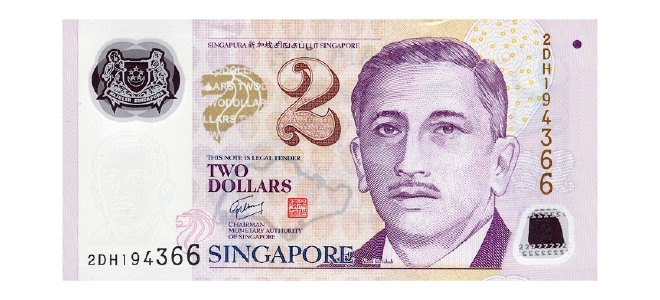 SINGAPURA 新加坡 சிங்கப்பூர் SINGAPORE
2DH194366
2
THIS NOTE IS LEGAL TENDER
TWO
DOLLARS
CHAIRMAN
MONETARY AUTHORITY
OF SINGAPORE
2DH194366
SINGAPORE